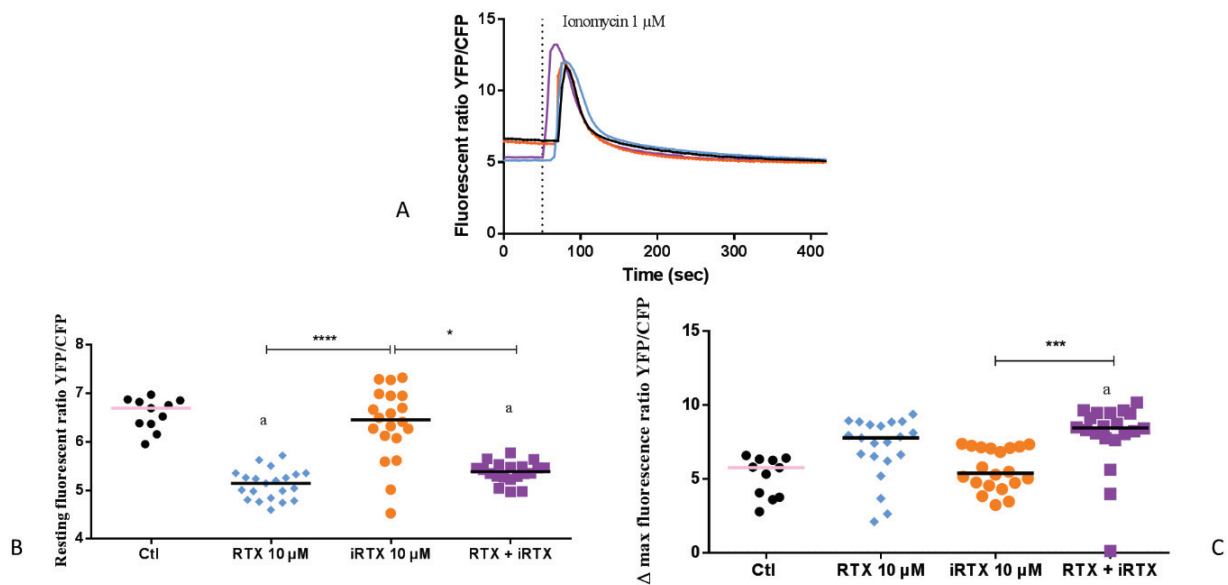 Ionomycin 1 μM
Fluorescent ratio YFP/CFP
15
10
5
0
0
100
200
300
400
Time (sec)
A
Resting fluorescent ratio YFP/CFP
8
7
6
5
4
****
*
a
a
Ctl
RTX 10 μM
iRTX 10 μM
RTX + iRTX
B
Δ max fluorescence ratio YFP/CFP
15
10
5
0
***
a
Ctl
RTX 10 μM
iRTX 10 μM
RTX + iRTX
C